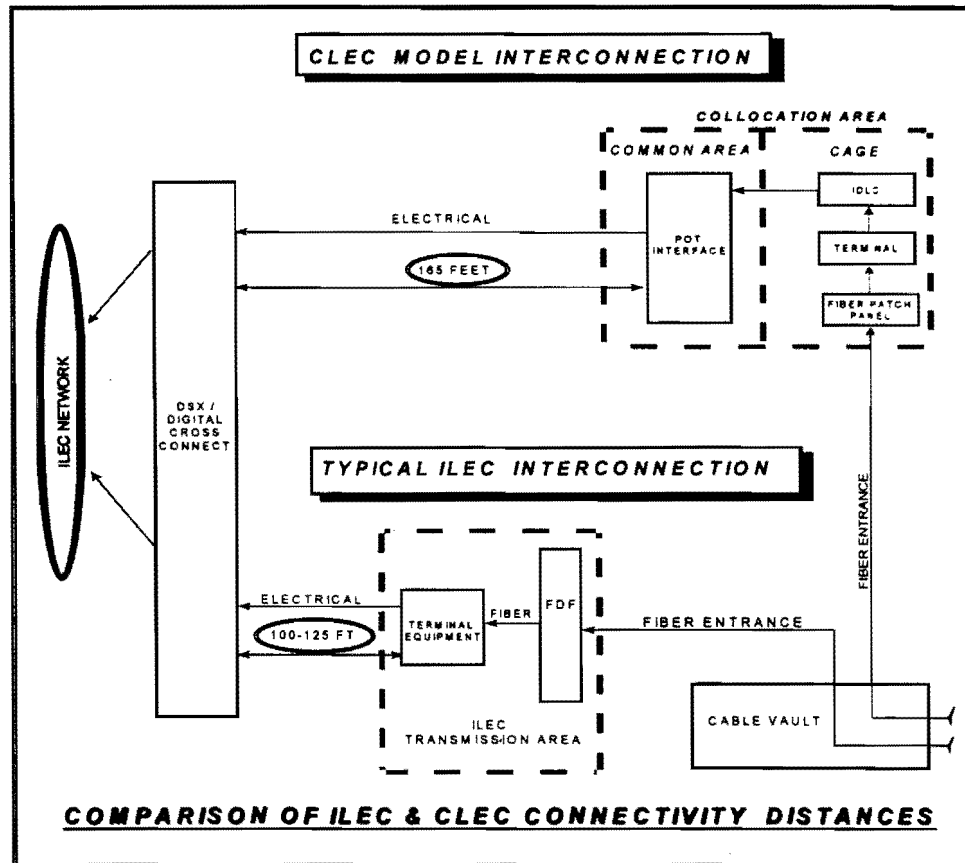 CLEC MODEL INTERCONNECTION
COLLOCATION AREA
COMMON AREA
CAGE
IDLC
TERMINAL
FIBER PATCH
PANEL
POT
INTERFACE
ELECTRICAL
165 FEET
ILEC NETWORK
DSX /
DIGITAL
CROSS
CONNECT
FIBER ENTRANCE
TYPICAL ILEC INTERCONNECTION
ELECTRICAL
100-125 FT
TERMINAL
EQUIPMENT
FIBER
FDF
FIBER ENTRANCE
ILEC
TRANSMISSION AREA
CABLE VAULT
COMPARISON OF ILEC & CLEC CONNECTIVITY DISTANCES